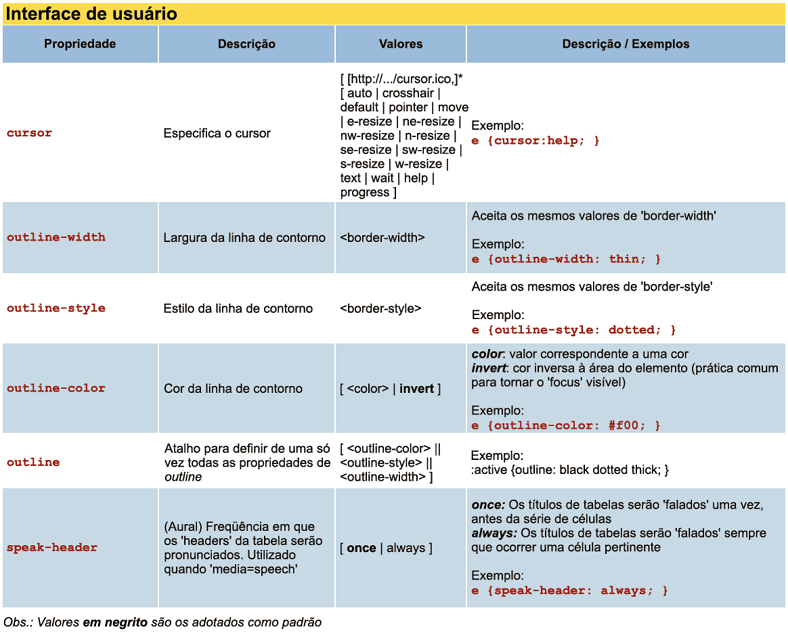 Interface de usuário
Propriedade
Descrição
Valores
Descrição / Exemplos
cursor
Especifica o cursor
[ [http://.../cursor.ico,]*
[ auto | crosshair |
default | pointer | move
| e-resize | ne-resize |
nw-resize | n-resize |
se-resize | sw-resize |
s-resize | w-resize |
text | wait | help |
progress ]
Exemplo:
e {cursor:help; }
outline-width
Largura da linha de contorno
<border-width>
Aceita os mesmos valores de 'border-width'
Exemplo:
e {outline-width: thin; }
outline-style
Estilo da linha de contorno
<border-style>
Aceita os mesmos valores de 'border-style'
Exemplo:
e {outline-style: dotted; }
outline-color
Cor da linha de contorno
[ <color> | invert ]
color: valor correspondente a uma cor
invert: cor inversa à área do elemento (prática comum
para tornar o 'focus' visível)
Exemplo:
e {outline-color: #f00; }
outline
Atalho para definir de uma só
vez todas as propriedades de
outline
[ <outline-color> ||
<outline-style> ||
<outline-width> ]
Exemplo:
:active {outline: black dotted thick; }
speak-header
(Aural) Freqüência em que
os 'headers' da tabela serão
pronunciados. Utilizado
quando 'media=speech'
[ once | always ]
once: Os títulos de tabelas serão 'falados' uma vez,
antes da série de células
always: Os títulos de tabelas serão 'falados' sempre
que ocorrer uma célula pertinente
Exemplo:
e {speak-header: always; }
Obs.: Valores em negrito são os adotados como padrão